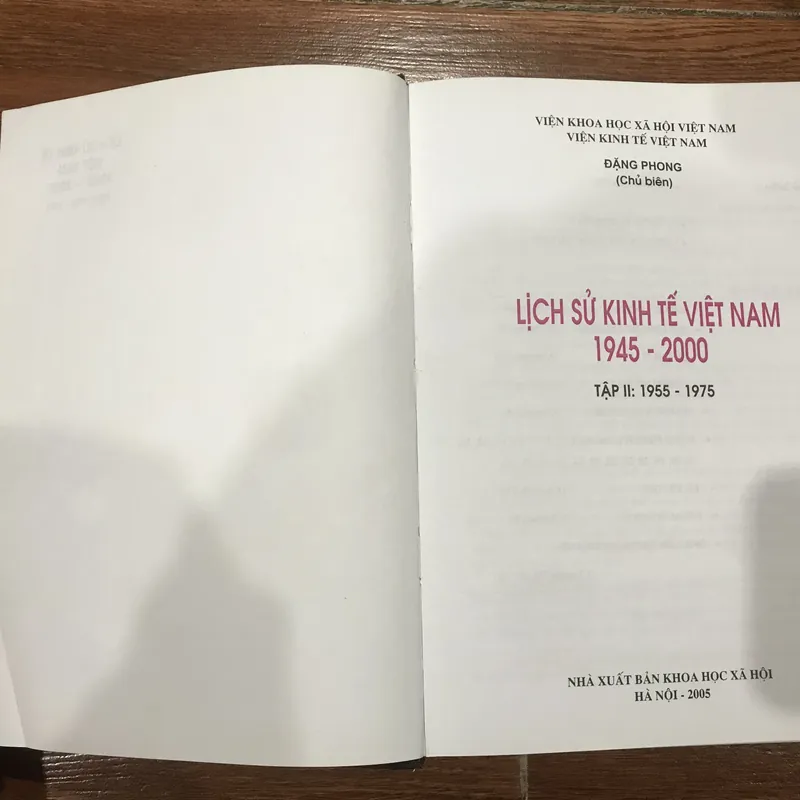 VIỆN KHOA HỌC XÃ HỘI VIỆT NAM
VIỆN KINH TẾ VIỆT NAM
ĐẶNG PHONG
(Chủ biên)
LỊCH SỬ KINH TẾ VIỆT NAM
1945 - 2000
TẬP II: 1955 - 1975
NHÀ XUẤT BẢN KHOA HỌC XÃ HỘI
HÀ NỘI - 2005